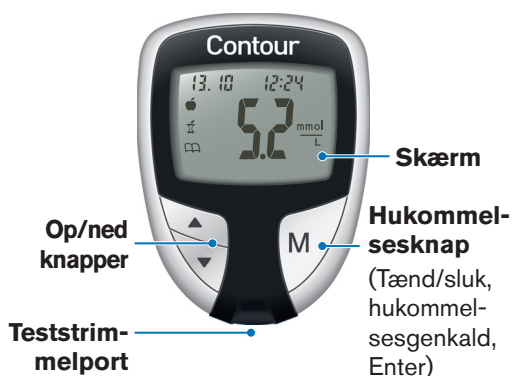 Contour
13. 10 12:24
5.2 mmol
L
Skærm
Op/ned
knapper
M
Hukommel-
sesknap
(Tænd/sluk,
hukommel-
sesgenkald,
Enter)
Teststrim-
melport